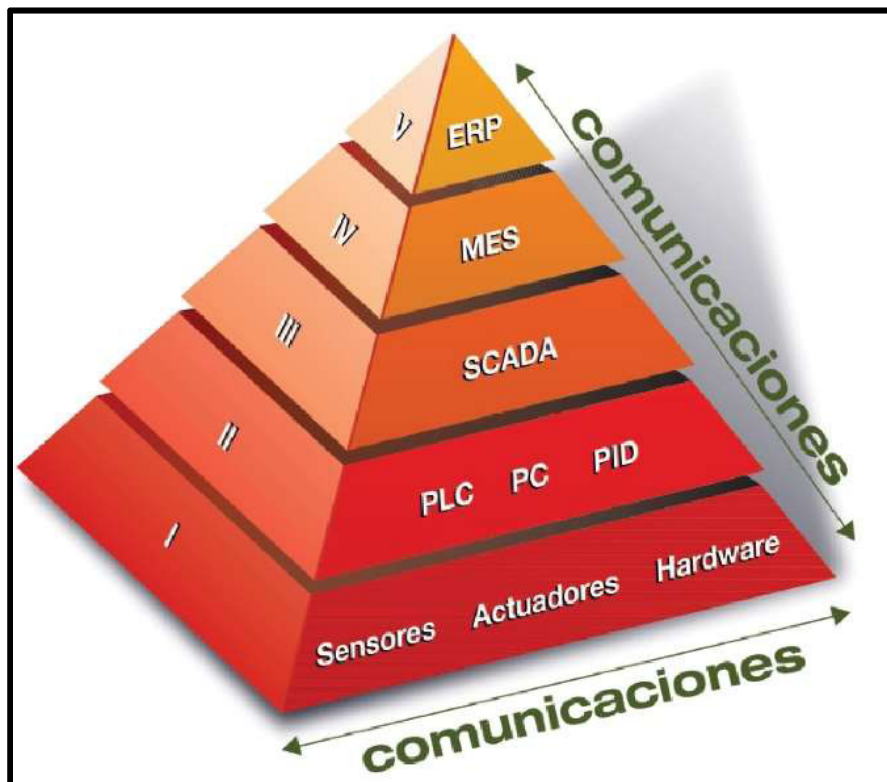 V ERP
IV MES
III SCADA
II PLC PC PID
I Sensores Actuadores Hardware
comunicaciones
comunicaciones